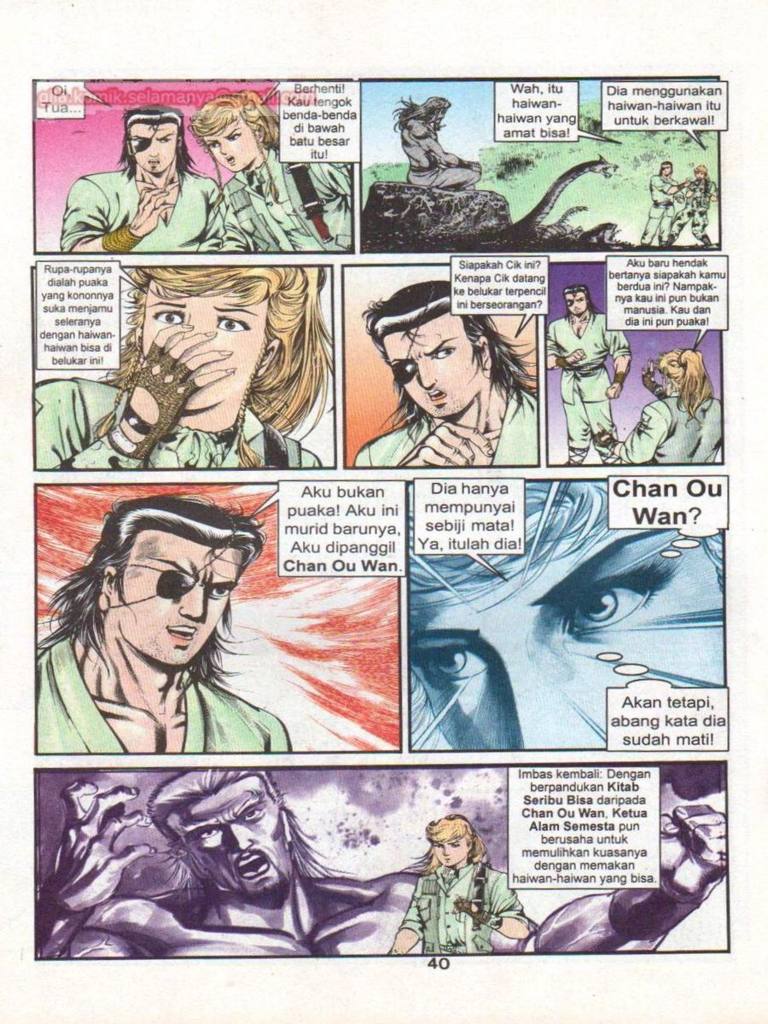 Oi
Tua...
Berhenti!
Kau tengok
benda-benda
di bawah
batu besar
itu!
Wah, itu
haiwan-
haiwan yang
amat bisa!
Dia menggunakan
haiwan-haiwan itu
untuk berkawal!
Rupa-rupanya
dialah puaka
yang kononnya
suka menjamu
seleranya
dengan haiwan-
haiwan bisa di
belukar ini!
Siapakah Cik ini?
Kenapa Cik datang
ke belukar terpencil
ini berseorangan?
Aku baru hendak
bertanya siapakah kamu
berdua ini? Nampak-
nya kau ini pun bukan
manusia. Kau dan
dia ini pun puaka!
Aku bukan
puaka! Aku ini
murid barunya,
Aku dipanggil
Chan Ou Wan.
Dia hanya
mempunyai
sebiji mata!
Ya, itulah dia!
Chan Ou
Wan?
Akan tetapi,
abang kata dia
sudah mati!
Imbas kembali: Dengan
berpandukan Kitab
Seribu Bisa daripada
Chan Ou Wan, Ketua
Alam Semesta pun
berusaha untuk
memulihkan kuasanya
dengan memakan
haiwan-haiwan yang bisa.
40